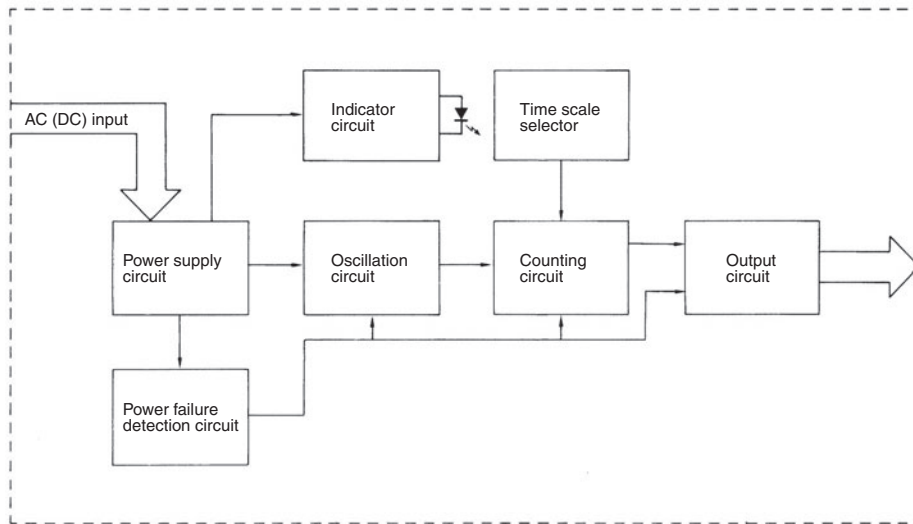 AC (DC) input
Indicator
circuit
Time scale
selector
Power supply
circuit
Oscillation
circuit
Counting
circuit
Output
circuit
Power failure
detection circuit